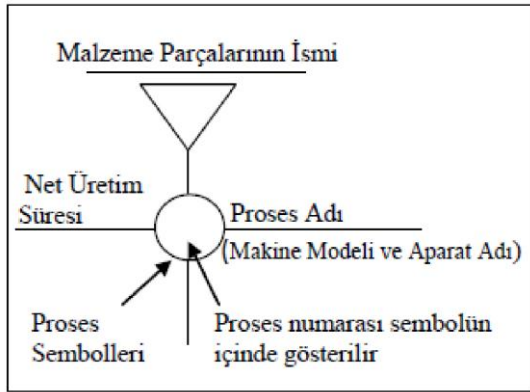 Malzeme Parçalarının İsmi
Net Üretim
Süresi
Proses Adı
(Makine Modeli ve Aparat Adı)
Proses
Sembolleri
Proses numarası sembolün
içinde gösterilir